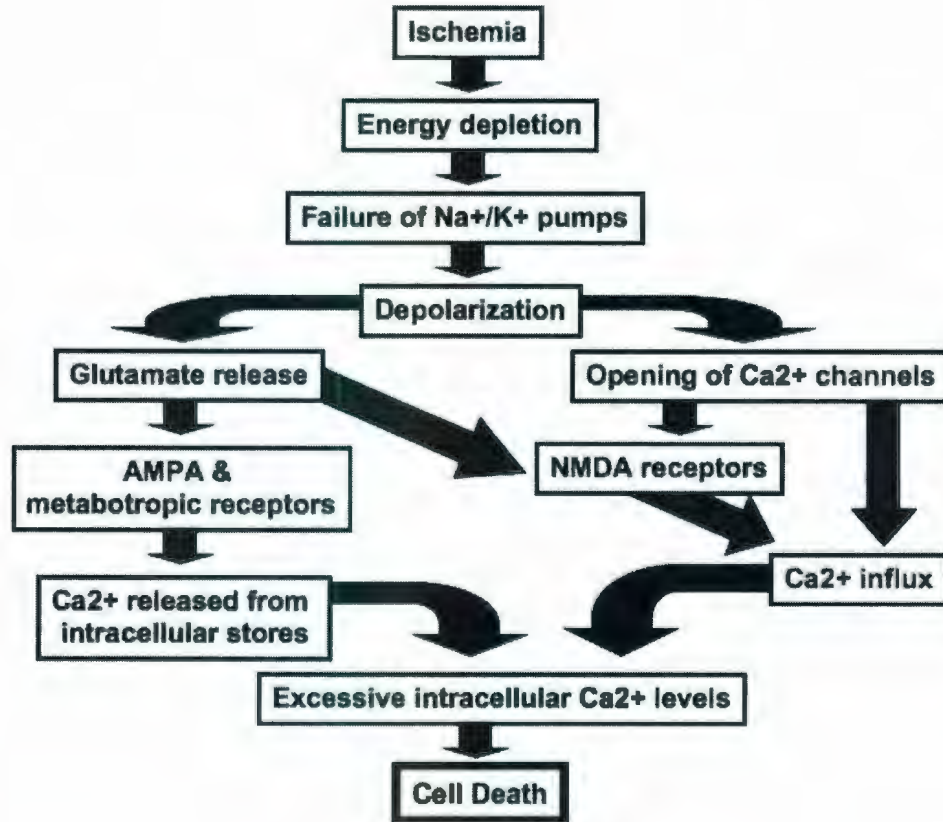 Ischemia
Energy depletion
Failure of Na+/K+ pumps
Depolarization
Glutamate release
Opening of Ca2+ channels
AMPA &
metabotropic receptors
NMDA receptors
Ca2+ released from
intracellular stores
Ca2+ influx
Excessive intracellular Ca2+ levels
Cell Death